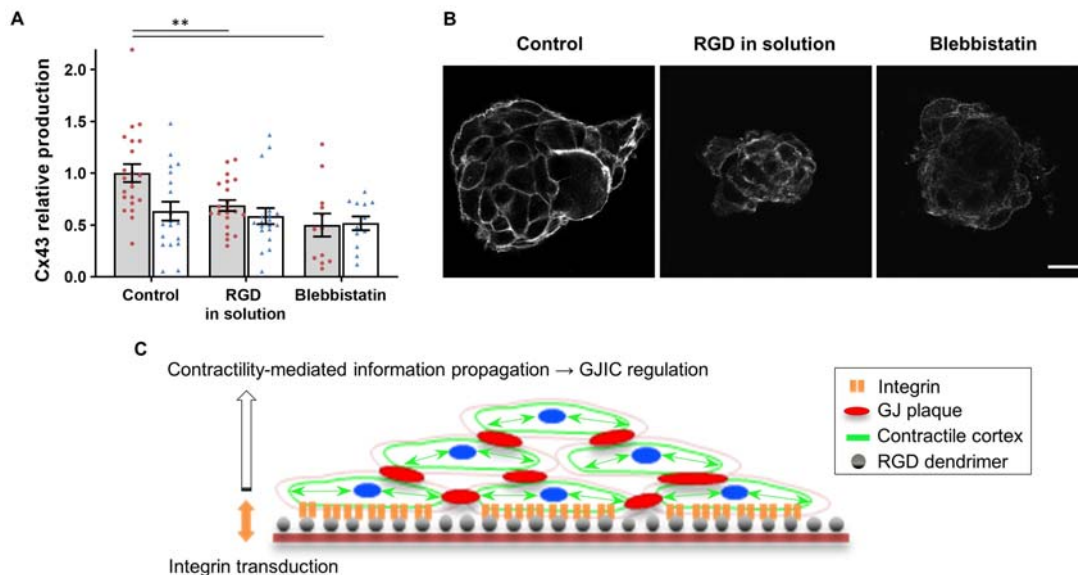 A
**
Cx43 relative production
2.0
1.5
1.0
0.5
0.0
Control
RGD
in solution
Blebbistatin
B
Control
RGD in solution
Blebbistatin
C
Contractility-mediated information propagation → GJIC regulation
Integrin transduction
Integrin
GJ plaque
Contractile cortex
RGD dendrimer